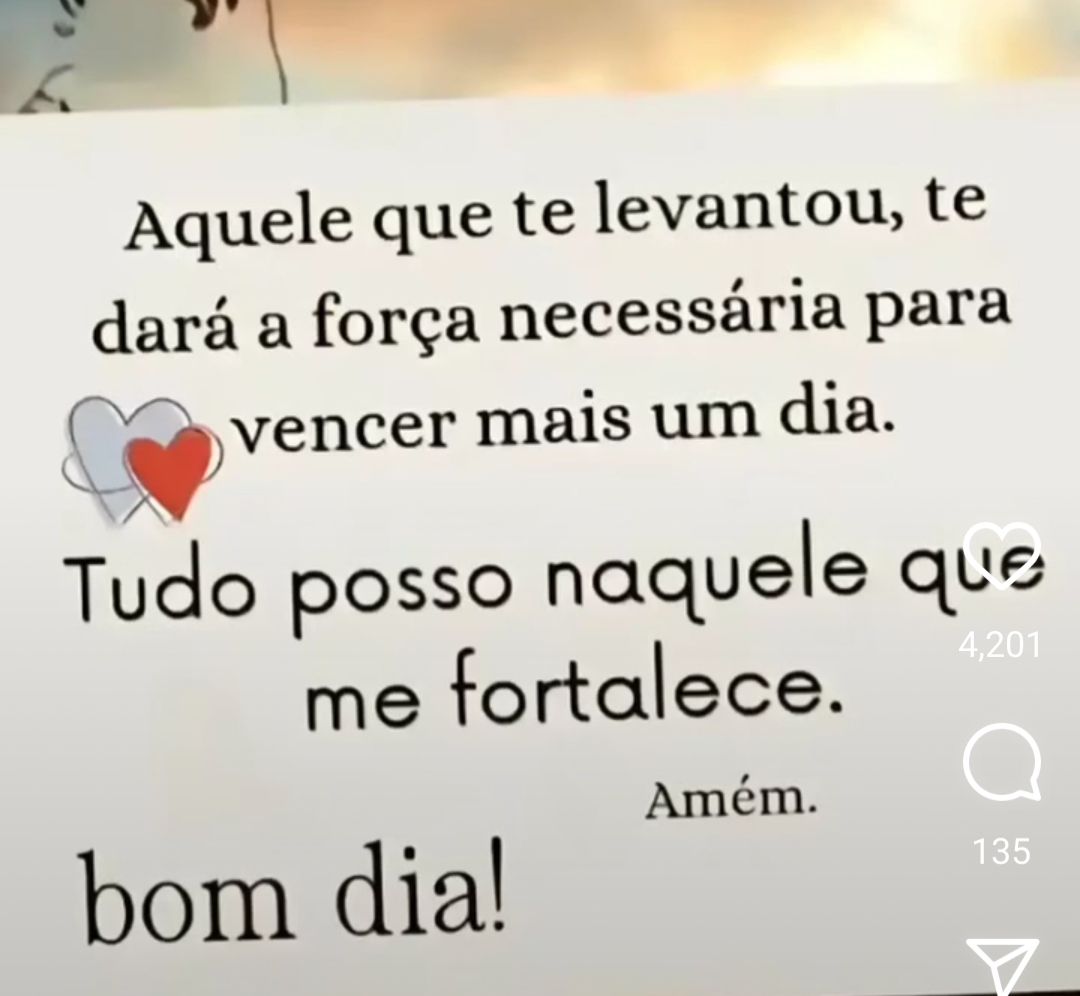 Aquele que te levantou, te
dará a força necessária para
vencer mais um dia.
Tudo posso naquele que
me fortalece.
Amém.
bom dia!
4,201
135